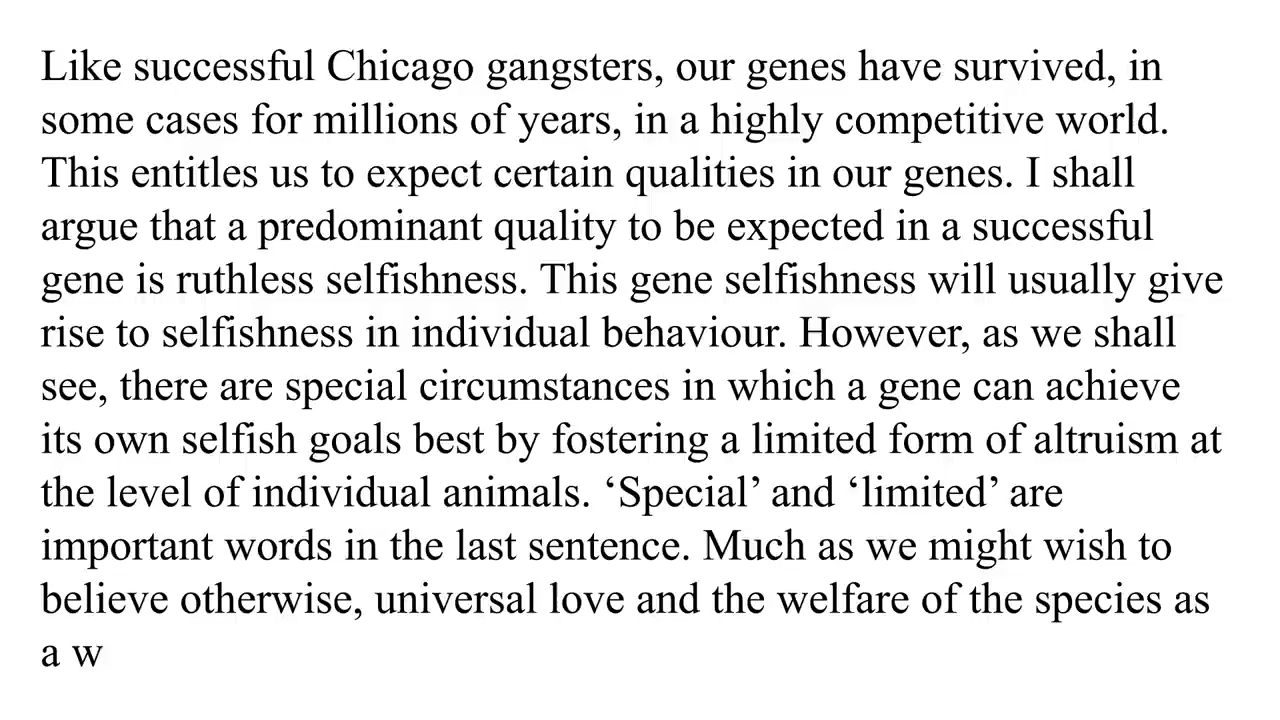 Like successful Chicago gangsters, our genes have survived, in
some cases for millions of years, in a highly competitive world.
This entitles us to expect certain qualities in our genes. I shall
argue that a predominant quality to be expected in a successful
gene is ruthless selfishness. This gene selfishness will usually give
rise to selfishness in individual behaviour. However, as we shall
see, there are special circumstances in which a gene can achieve
its own selfish goals best by fostering a limited form of altruism at
the level of individual animals. ‘Special’ and ‘limited’ are
important words in the last sentence. Much as we might wish to
believe otherwise, universal love and the welfare of the species as
a w